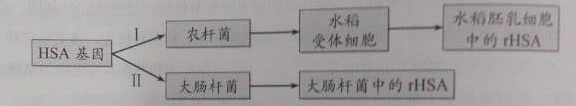 HSA 基因
Ⅰ
农杆菌
水稻
受体细胞
水稻胚乳细胞
中的 rHSA
Ⅱ
大肠杆菌
大肠杆菌中的 rHSA